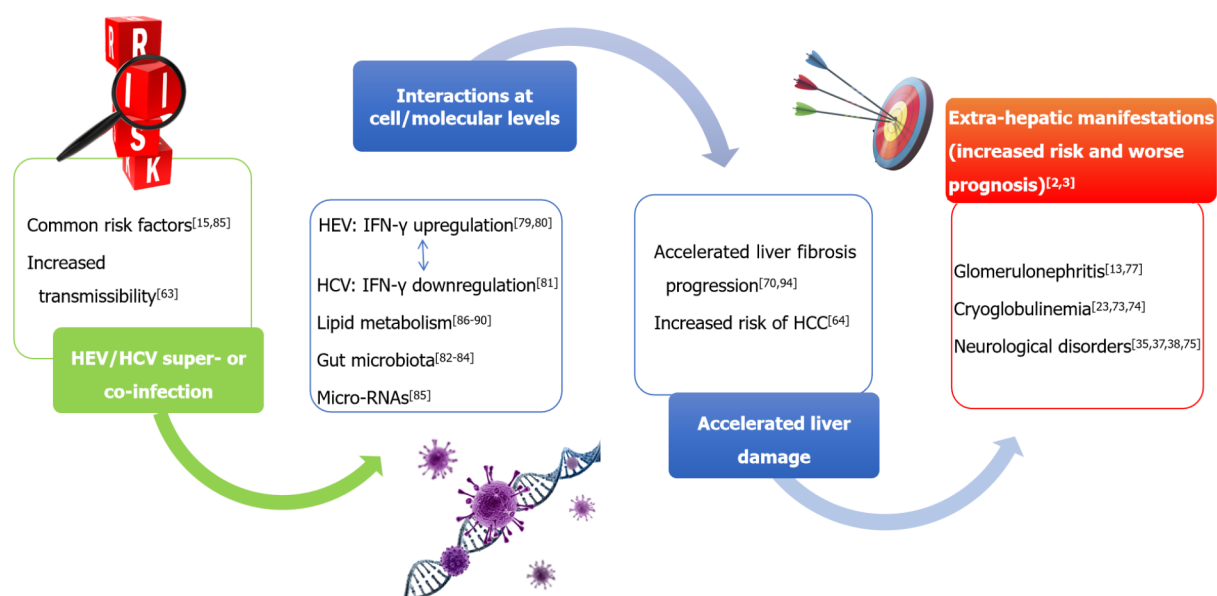 R R
I I
S
K K
Common risk factors[15,85]
Increased
transmissibility[63]
HEV/HCV super- or
co-infection
Interactions at
cell/molecular levels
HEV: IFN-γ upregulation[79,80]
HCV: IFN-γ downregulation[81]
Lipid metabolism[86-90]
Gut microbiota[82-84]
Micro-RNAs[85]
Accelerated liver fibrosis
progression[70,94]
Increased risk of HCC[64]
Accelerated liver
damage
Extra-hepatic manifestations
(increased risk and worse
prognosis)[2,3]
Glomerulonephritis[13,77]
Cryoglobulinemia[23,73,74]
Neurological disorders[35,37,38,75]